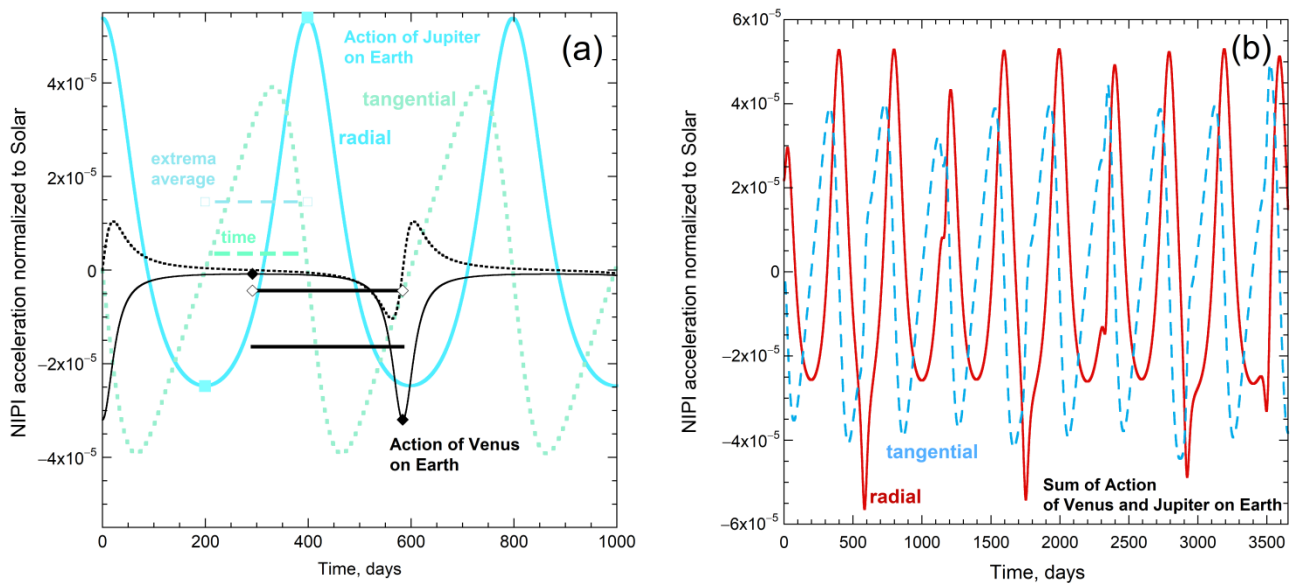 (a)
Action of Jupiter
on Earth
tangential
radial
extrema
average
time
Action of Venus
on Earth
NIPI acceleration normalized to Solar
4x10⁻⁵
2x10⁻⁵
0
−2x10⁻⁵
−4x10⁻⁵
0 200 400 600 800 1000
Time, days
(b)
tangential
radial
Sum of Action
of Venus and Jupiter on Earth
NIPI acceleration normalized to Solar
6x10⁻⁵
4x10⁻⁵
2x10⁻⁵
0
−2x10⁻⁵
−4x10⁻⁵
−6x10⁻⁵
0 500 1000 1500 2000 2500 3000 3500
Time, days